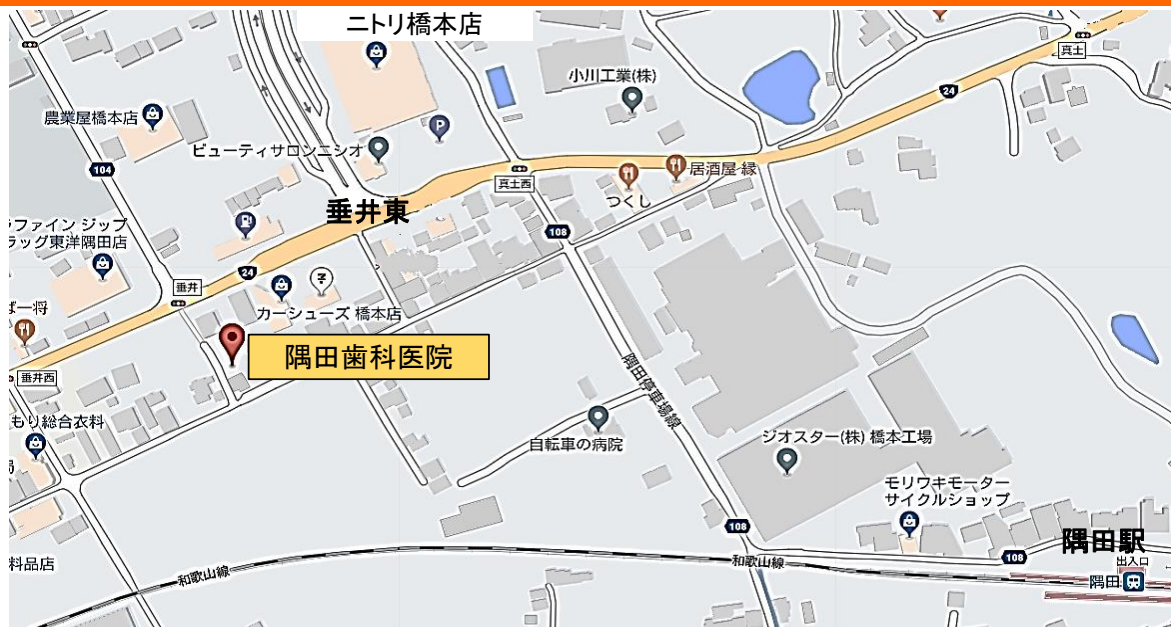 ニトリ橋本店
真土
小川工業(株)
24
農業屋橋本店
P
ビューティサロンニシオ
104
居酒屋 縁
真土西
つくし
垂井東
108
ラファイン ジップ
ラッグ東洋隅田店
24
垂井
カーシューズ 橋本店
ば一将
隅田歯科医院
垂井西
隅田停車場線
もり総合衣料
自転車の病院
ジオスター(株) 橋本工場
局
モリワキモーター
サイクルショップ
108
隅田駅
108
出入口
料品店
和歌山線
和歌山線
隅田